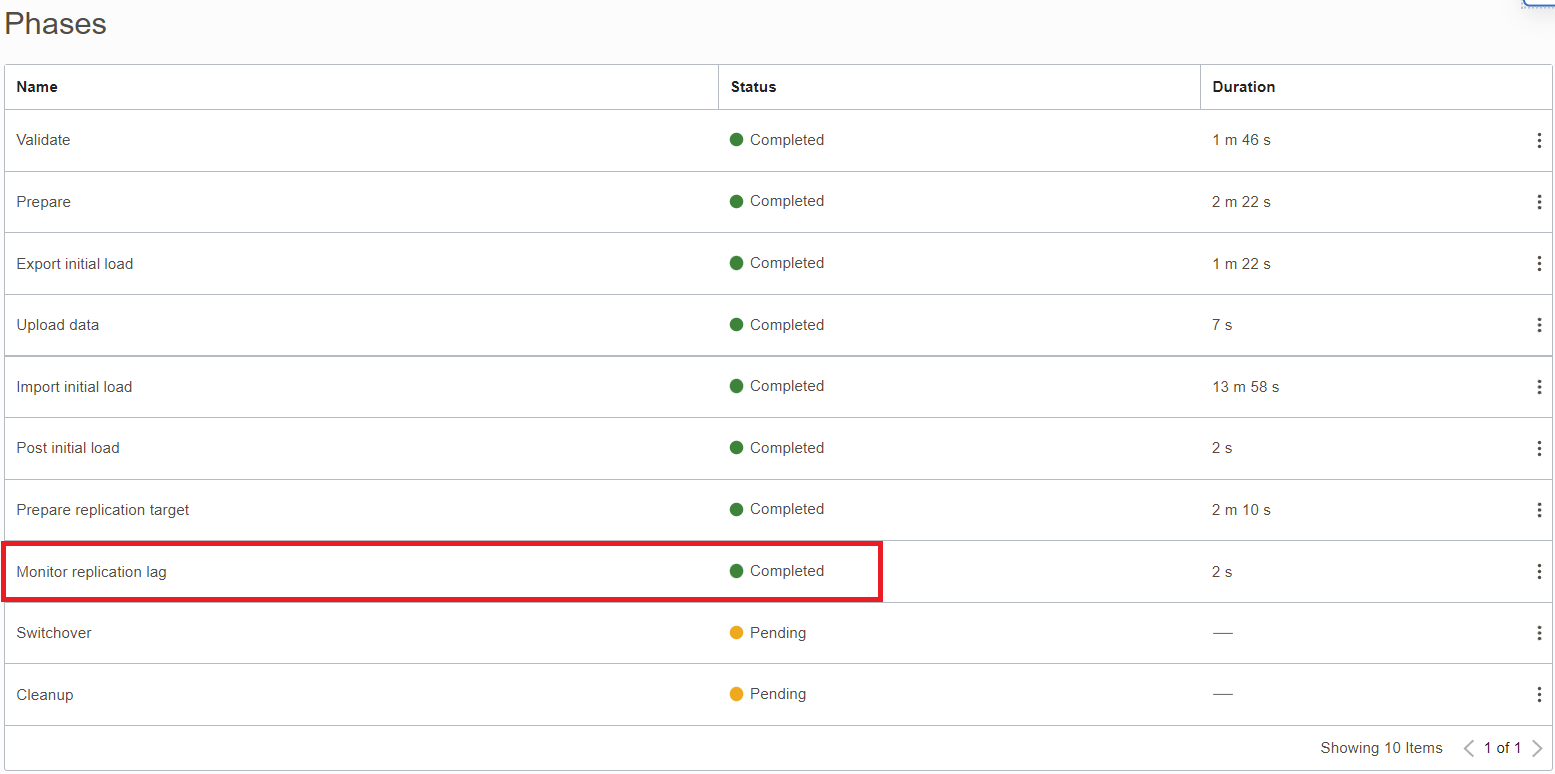 Phases
Name Status Duration
Validate Completed 1 m 46 s
Prepare Completed 2 m 22 s
Export initial load Completed 1 m 22 s
Upload data Completed 7 s
Import initial load Completed 13 m 58 s
Post initial load Completed 2 s
Prepare replication target Completed 2 m 10 s
Monitor replication lag Completed 2 s
Switchover Pending —
Cleanup Pending —
Showing 10 Items 1 of 1